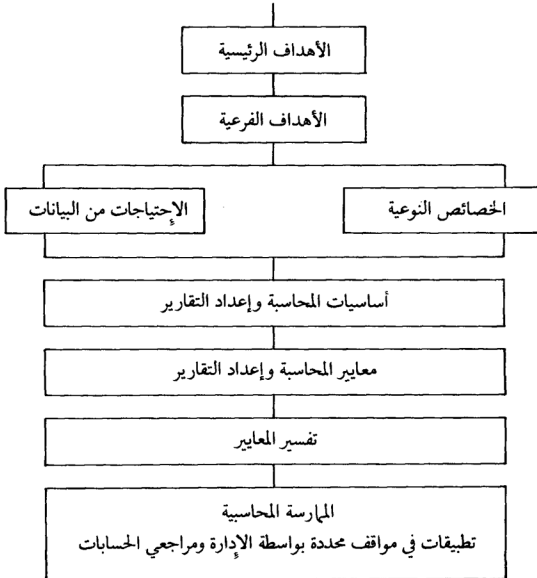 الأهداف الرئيسية
الأهداف الفرعية
الخصائص النوعية
الإحتياجات من البيانات
أساسيات المحاسبة وإعداد التقارير
معايير المحاسبة وإعداد التقارير
تفسير المعايير
الممارسة المحاسبية
تطبيقات في مواقف محددة بواسطة الإدارة ومراجعي الحسابات